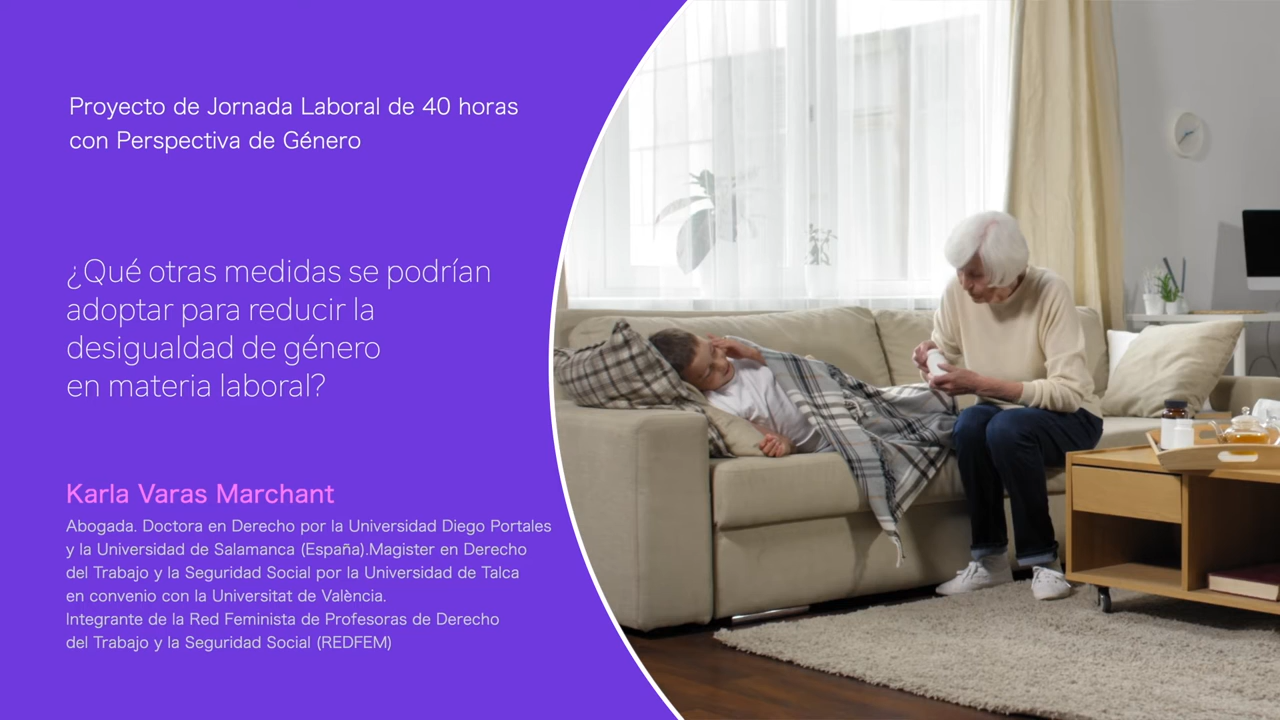 Proyecto de Jornada Laboral de 40 horas
con Perspectiva de Género
¿Qué otras medidas se podrían
adoptar para reducir la
desigualdad de género
en materia laboral?
Karla Varas Marchant
Abogada. Doctora en Derecho por la Universidad Diego Portales
y la Universidad de Salamanca (España).Magister en Derecho
del Trabajo y la Seguridad Social por la Universidad de Talca
en convenio con la Universitat de València.
Integrante de la Red Feminista de Profesoras de Derecho
del Trabajo y la Seguridad Social (REDFEM)